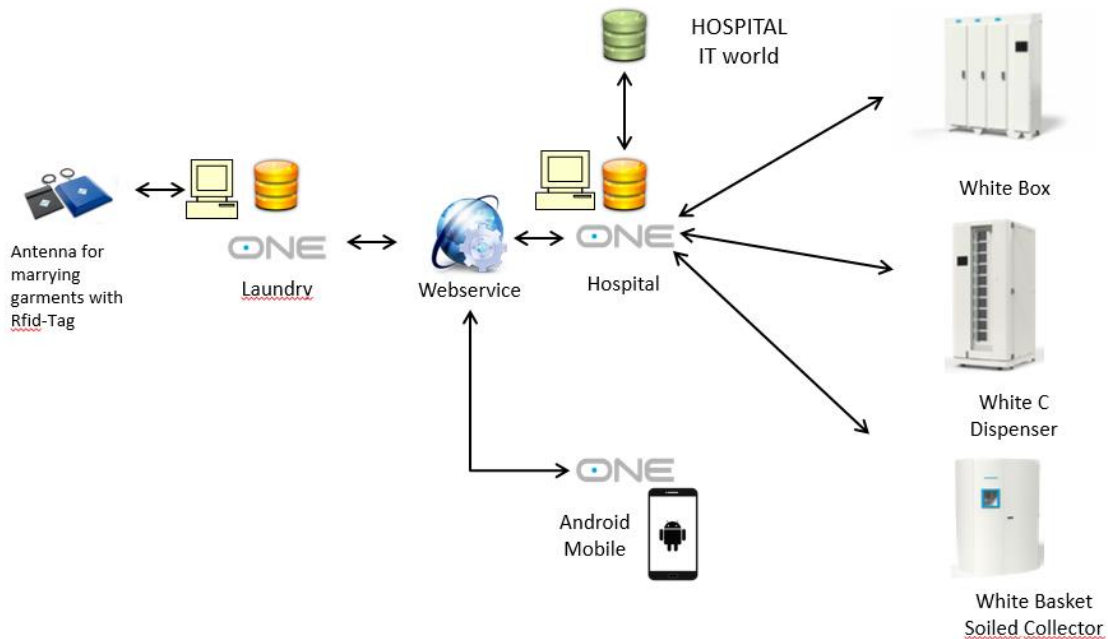 HOSPITAL
IT world
White Box
Antenna for
marrying
garments with
Rfid-Tag
ONE
Laundry
Webservice
ONE
Hospital
White C
Dispenser
ONE
Android
Mobile
White Basket
Soiled Collector